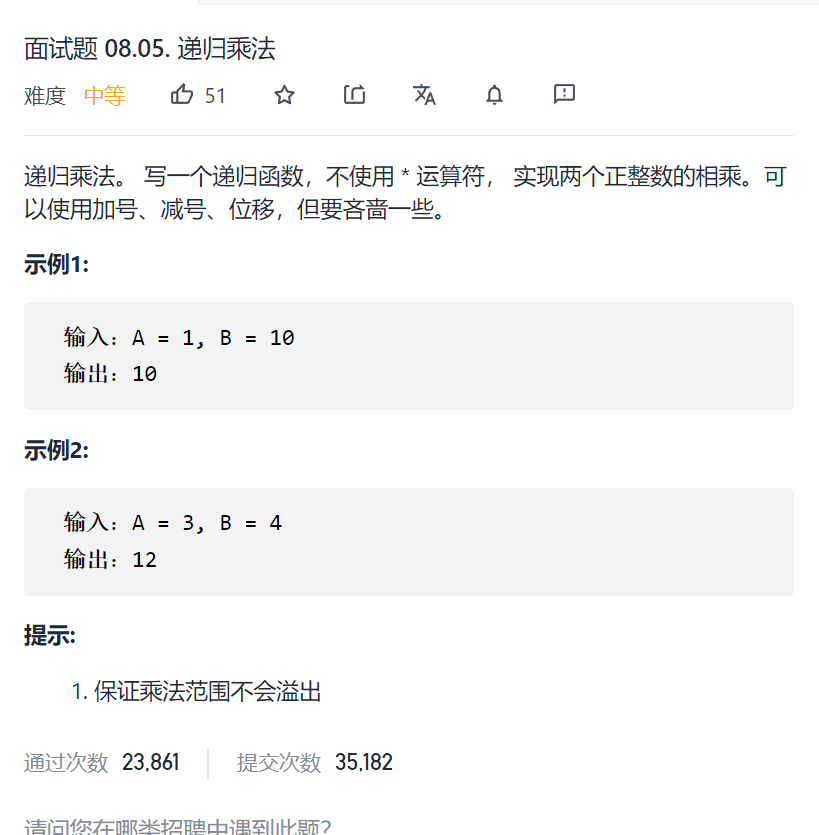 面试题 08.05. 递归乘法
难度 中等 51
递归乘法。 写一个递归函数，不使用 * 运算符， 实现两个正整数的相乘。可
以使用加号、减号、位移，但要吝啬一些。
示例1:
输入：A = 1, B = 10
输出：10
示例2:
输入：A = 3, B = 4
输出：12
提示:
1. 保证乘法范围不会溢出
通过次数 23,861 提交次数 35,182
请问您在哪类招聘中遇到此题？